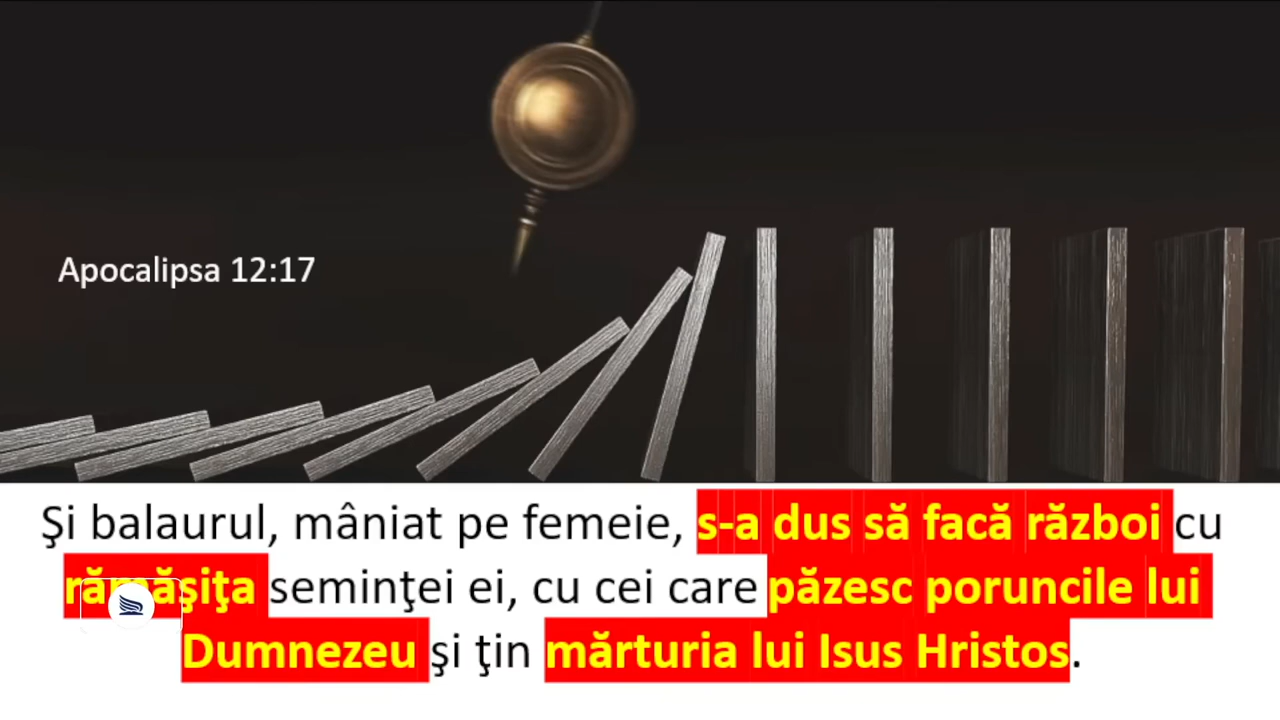 Apocalipsa 12:17
Şi balaurul, mâniat pe femeie, s-a dus să facă război cu
rămăşiţa seminţei ei, cu cei care păzesc poruncile lui
Dumnezeu şi ţin mărturia lui Isus Hristos.